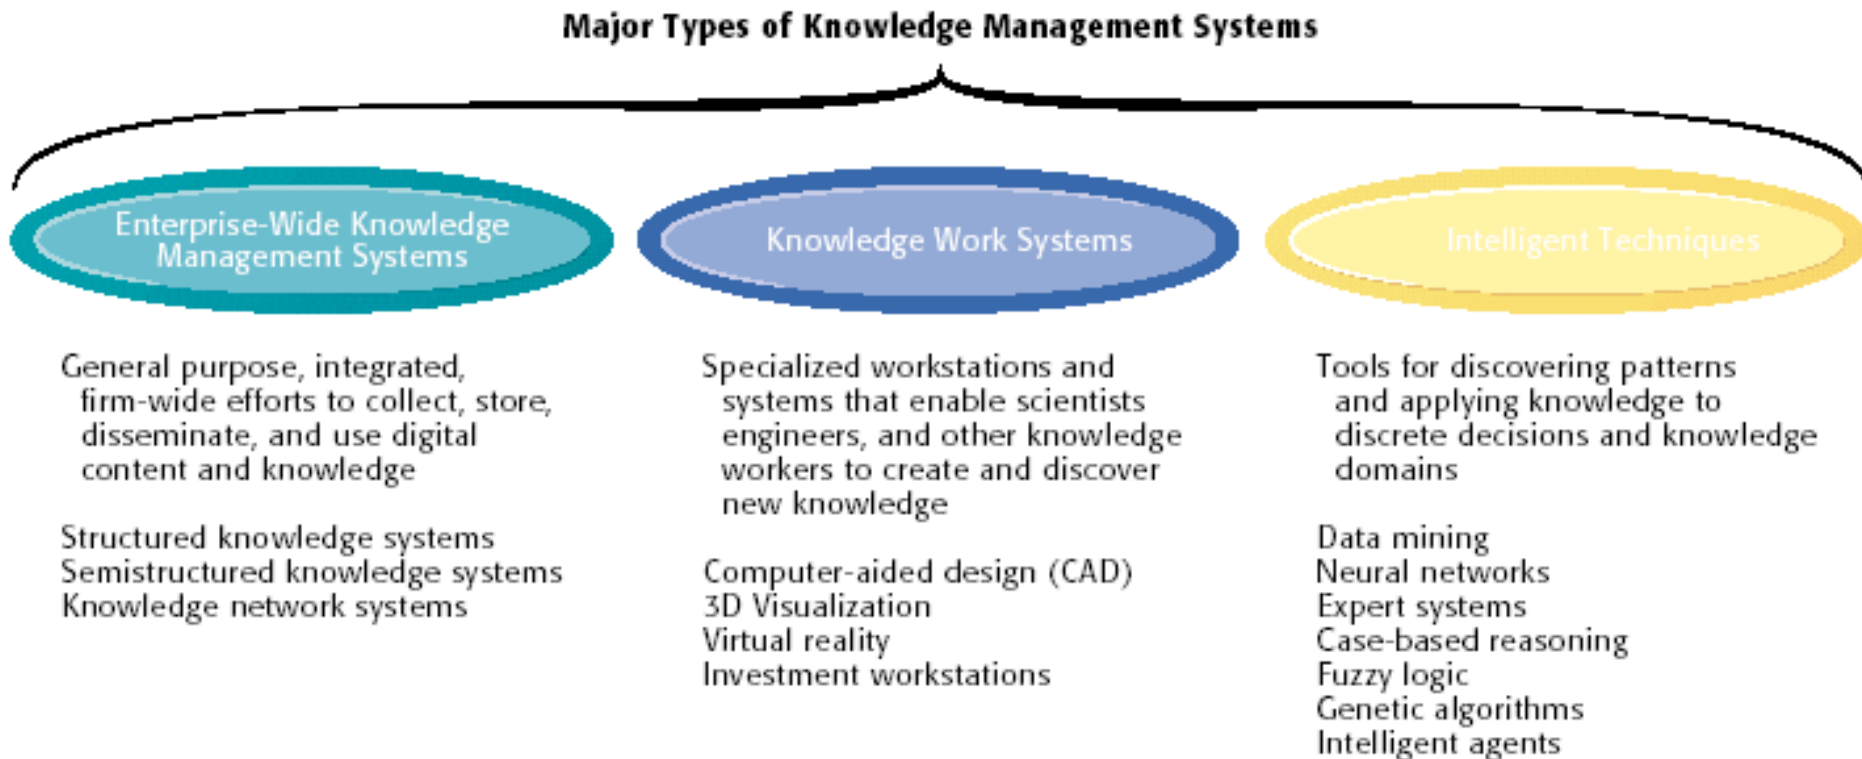 Major Types of Knowledge Management Systems
Enterprise-Wide Knowledge
Management Systems
General purpose, integrated,
firm-wide efforts to collect, store,
disseminate, and use digital
content and knowledge
Structured knowledge systems
Semistructured knowledge systems
Knowledge network systems
Knowledge Work Systems
Specialized workstations and
systems that enable scientists
engineers, and other knowledge
workers to create and discover
new knowledge
Computer-aided design (CAD)
3D Visualization
Virtual reality
Investment workstations
Intelligent Techniques
Tools for discovering patterns
and applying knowledge to
discrete decisions and knowledge
domains
Data mining
Neural networks
Expert systems
Case-based reasoning
Fuzzy logic
Genetic algorithms
Intelligent agents